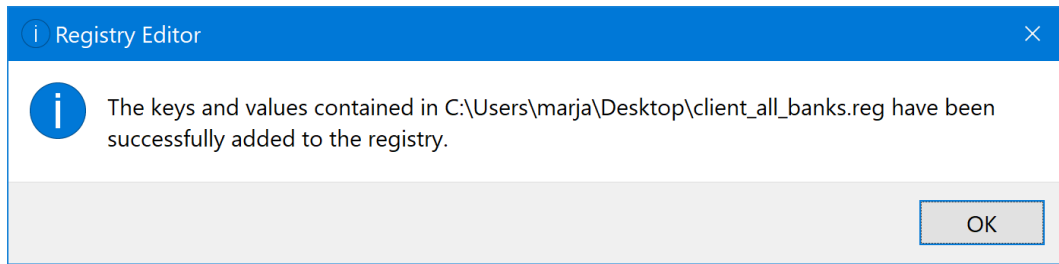 Registry Editor
The keys and values contained in C:\Users\marja\Desktop\client_all_banks.reg have been
successfully added to the registry.
OK